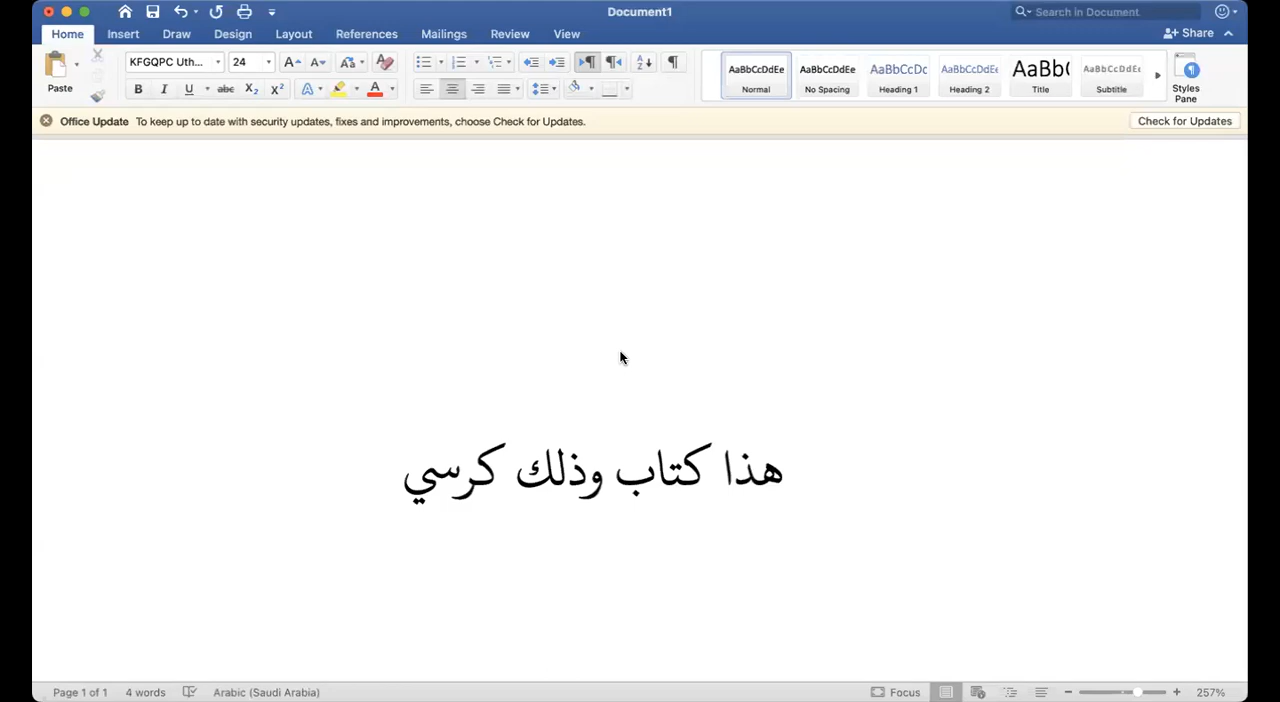 Document1
Search in Document
Home Insert Draw Design Layout References Mailings Review View
Share
Paste
KFGQPC Uth... 24
B I U abc X₂ X²
AaBbCcDdEe AaBbCcDdEe AaBbCcDc AaBbCcDdEe AaBb( AaBbCcDdEe
Normal No Spacing Heading 1 Heading 2 Title Subtitle
Styles
Pane
Office Update To keep up to date with security updates, fixes and improvements, choose Check for Updates.
Check for Updates
هذا كتاب وذلك كرسي
Page 1 of 1 4 words Arabic (Saudi Arabia)
Focus
257%